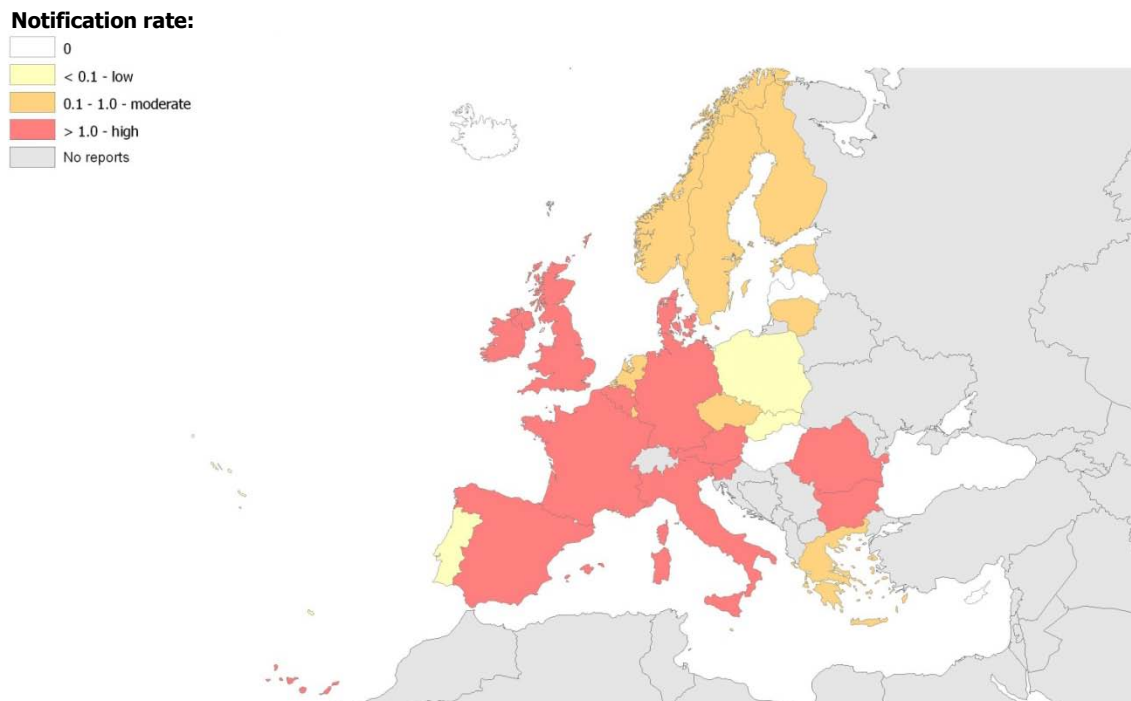 Notification rate:
0
< 0.1 - low
0.1 - 1.0 - moderate
> 1.0 - high
No reports